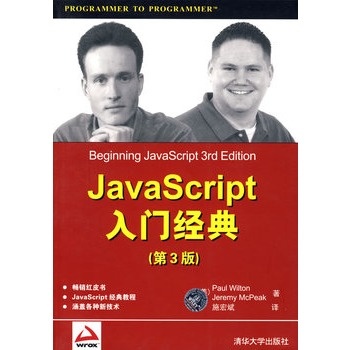 PROGRAMMER TO PROGRAMMER™
Beginning JavaScript 3rd Edition
JavaScript
入门经典
(第3版)
• 畅销红皮书
• JavaScript 经典教程
• 涵盖各种新技术
Paul Wilton
Jeremy McPeak 著
施宏斌 译
wrox™
清华大学出版社